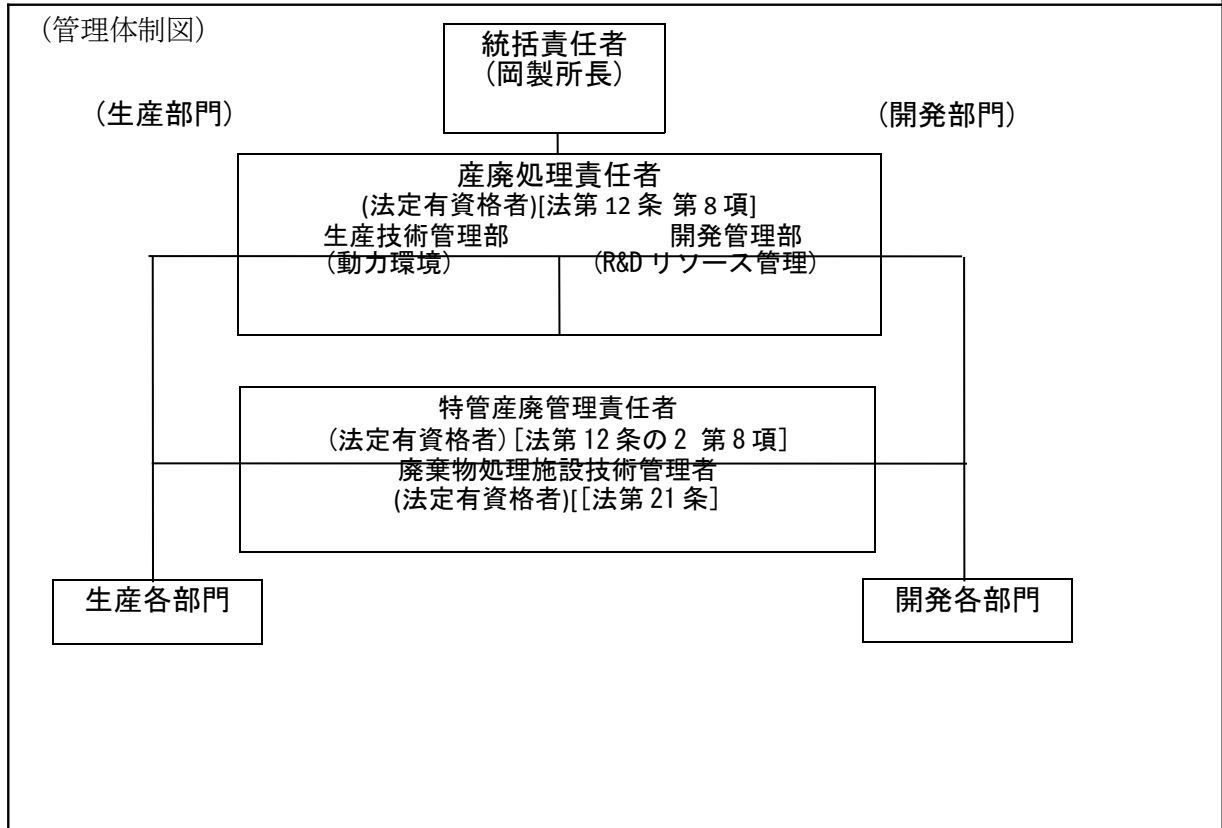 （管理体制図）
統括責任者
（岡製所長）
（生産部門）
（開発部門）
産廃処理責任者
(法定有資格者)[法第 12 条 第 8 項]
生産技術管理部 開発管理部
（動力環境） （R&D リソース管理）
特管産廃管理責任者
（法定有資格者）［法第 12 条の 2 第 8 項］
廃棄物処理施設技術管理者
(法定有資格者)[［法第 21 条］
生産各部門
開発各部門